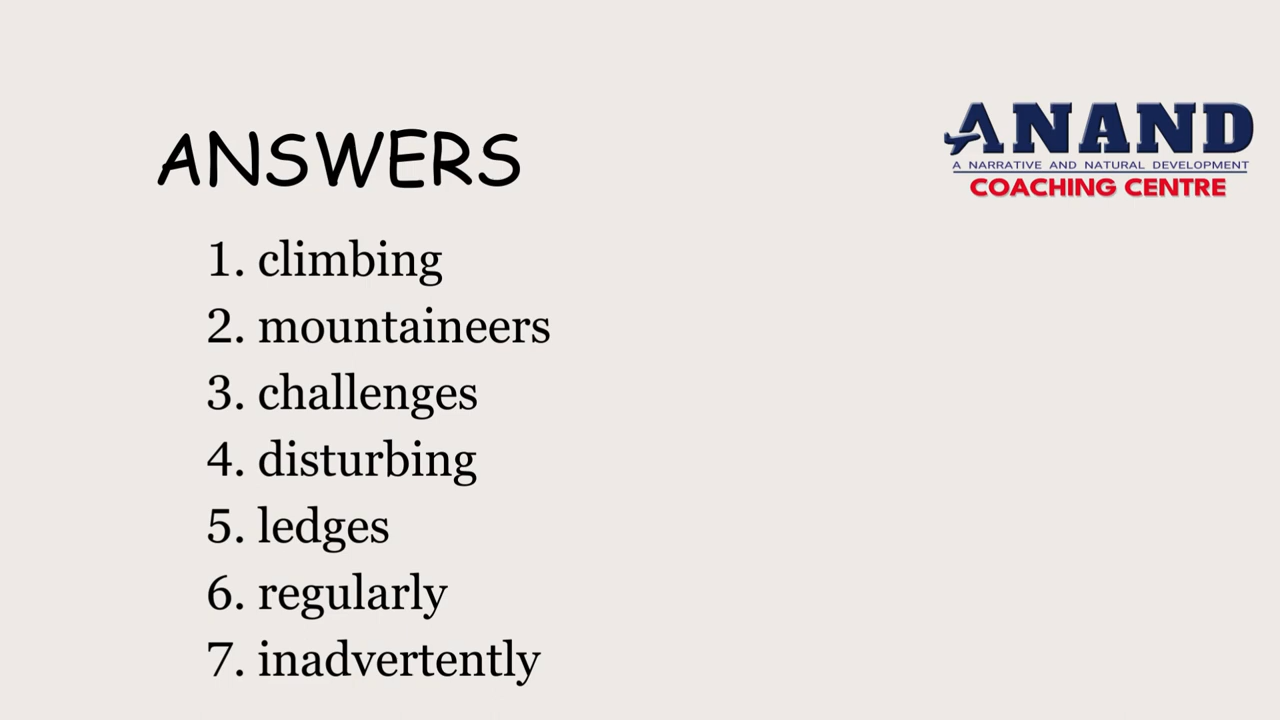 ANAND
A NARRATIVE AND NATURAL DEVELOPMENT
COACHING CENTRE
ANSWERS
1. climbing
2. mountaineers
3. challenges
4. disturbing
5. ledges
6. regularly
7. inadvertently